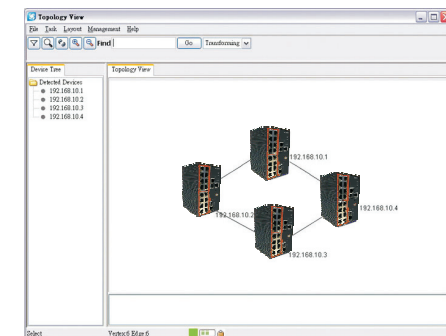 Topology View
File Task Layout Management Help
Find Go Transforming
Device Tree Topology View
Detected Devices
192.168.10.1
192.168.10.2
192.168.10.3
192.168.10.4
192.168.10.1
192.168.10.4
192.168.10.2
192.168.10.3
Select Vertex:6 Edge:6